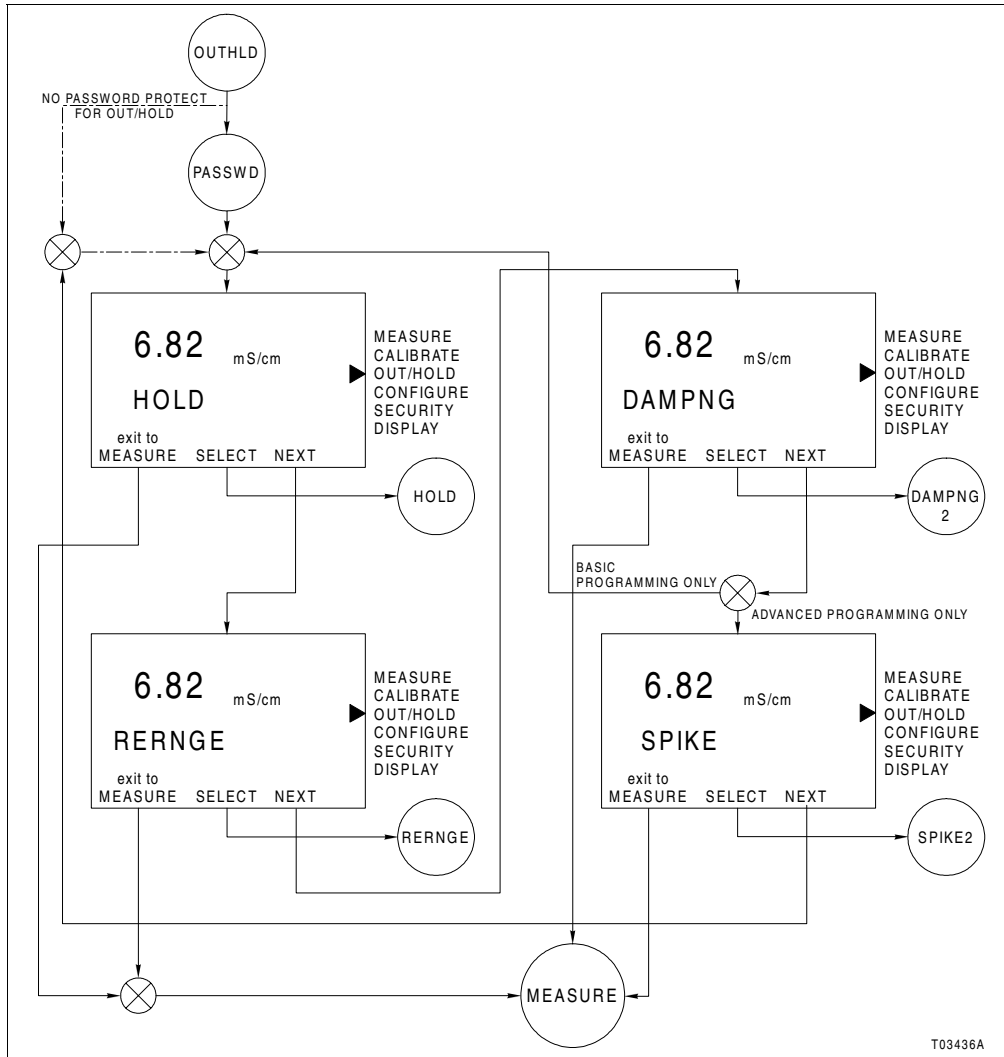 OUTHLD
NO PASSWORD PROTECT
FOR OUT/HOLD
PASSWD
6.82 mS/cm
HOLD
exit to
MEASURE SELECT NEXT
MEASURE
CALIBRATE
OUT/HOLD
CONFIGURE
SECURITY
DISPLAY
HOLD
6.82 mS/cm
DAMPNG
exit to
MEASURE SELECT NEXT
MEASURE
CALIBRATE
OUT/HOLD
CONFIGURE
SECURITY
DISPLAY
DAMPNG
2
BASIC
PROGRAMMING ONLY
ADVANCED PROGRAMMING ONLY
6.82 mS/cm
RERNGE
exit to
MEASURE SELECT NEXT
MEASURE
CALIBRATE
OUT/HOLD
CONFIGURE
SECURITY
DISPLAY
RERNGE
6.82 mS/cm
SPIKE
exit to
MEASURE SELECT NEXT
MEASURE
CALIBRATE
OUT/HOLD
CONFIGURE
SECURITY
DISPLAY
SPIKE2
MEASURE
T03436A